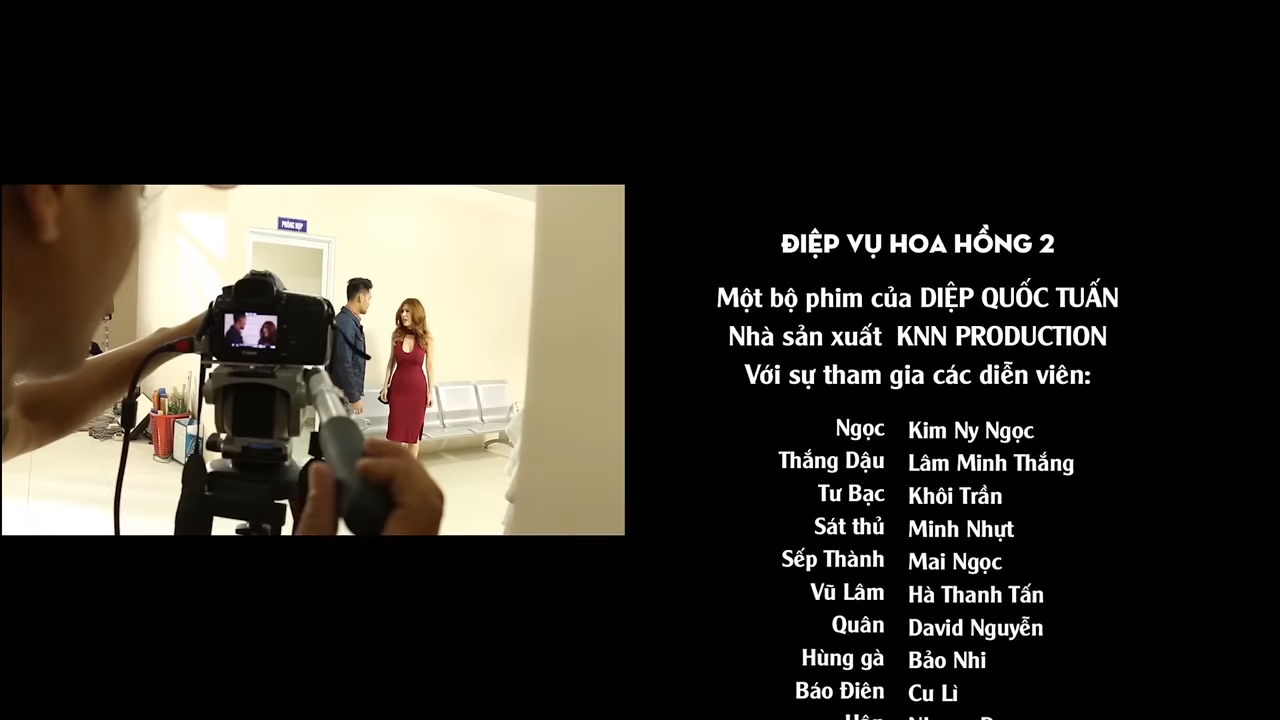 PHÒNG HỌP
ĐIỆP VỤ HOA HỒNG 2
Một bộ phim của DIỆP QUỐC TUẤN
Nhà sản xuất KNN PRODUCTION
Với sự tham gia các diễn viên:
Ngọc Kim Ny Ngọc
Thắng Dậu Lâm Minh Thắng
Tư Bạc Khôi Trần
Sát thủ Minh Nhựt
Sếp Thành Mai Ngọc
Vũ Lâm Hà Thanh Tấn
Quân David Nguyễn
Hùng gà Bảo Nhi
Báo Điên Cu Lì